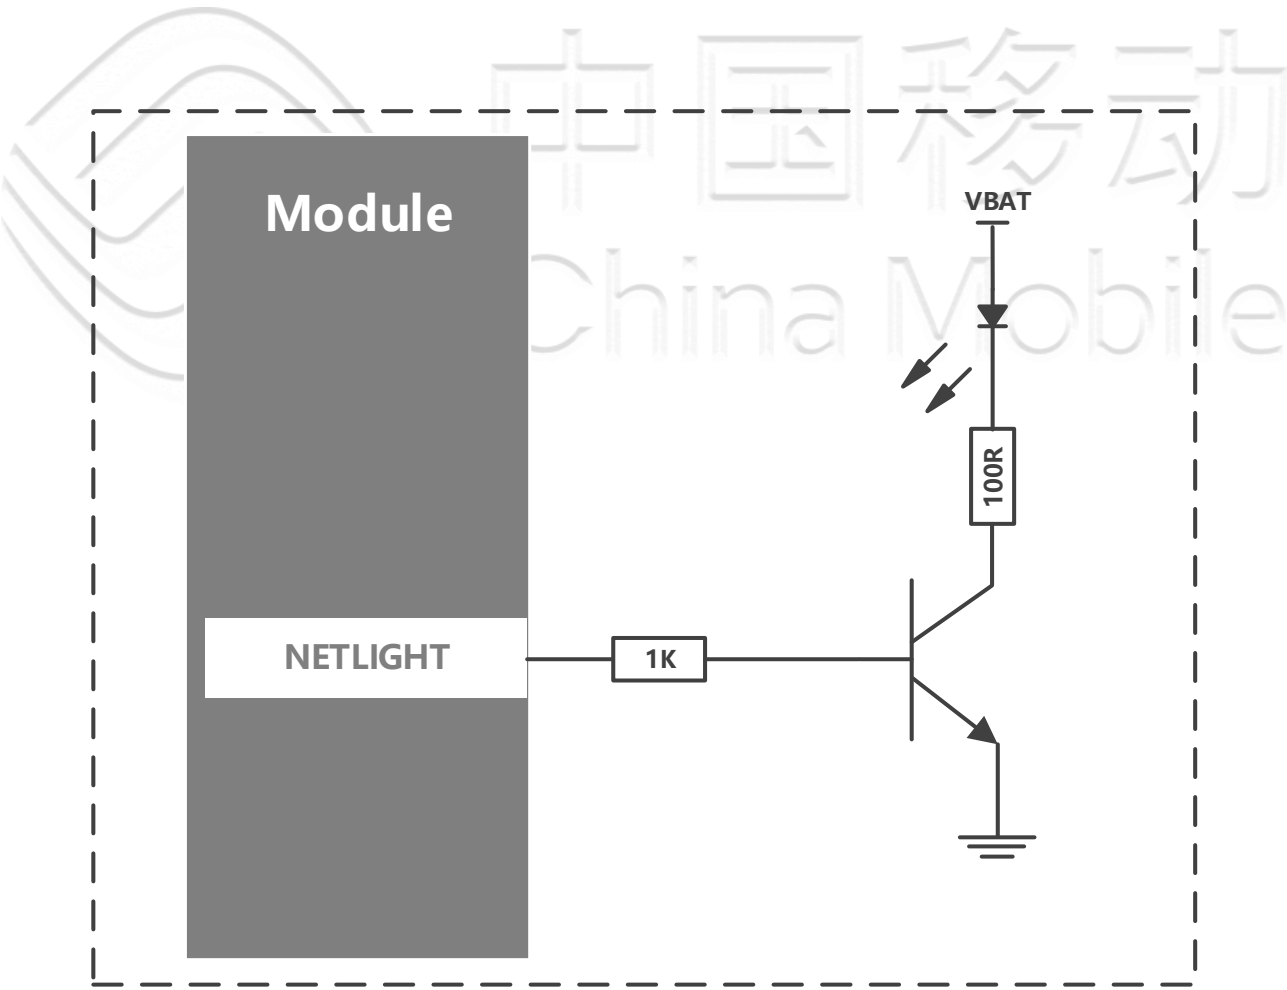 中国移动
China Mobile
Module
VBAT
100R
NETLIGHT
1K